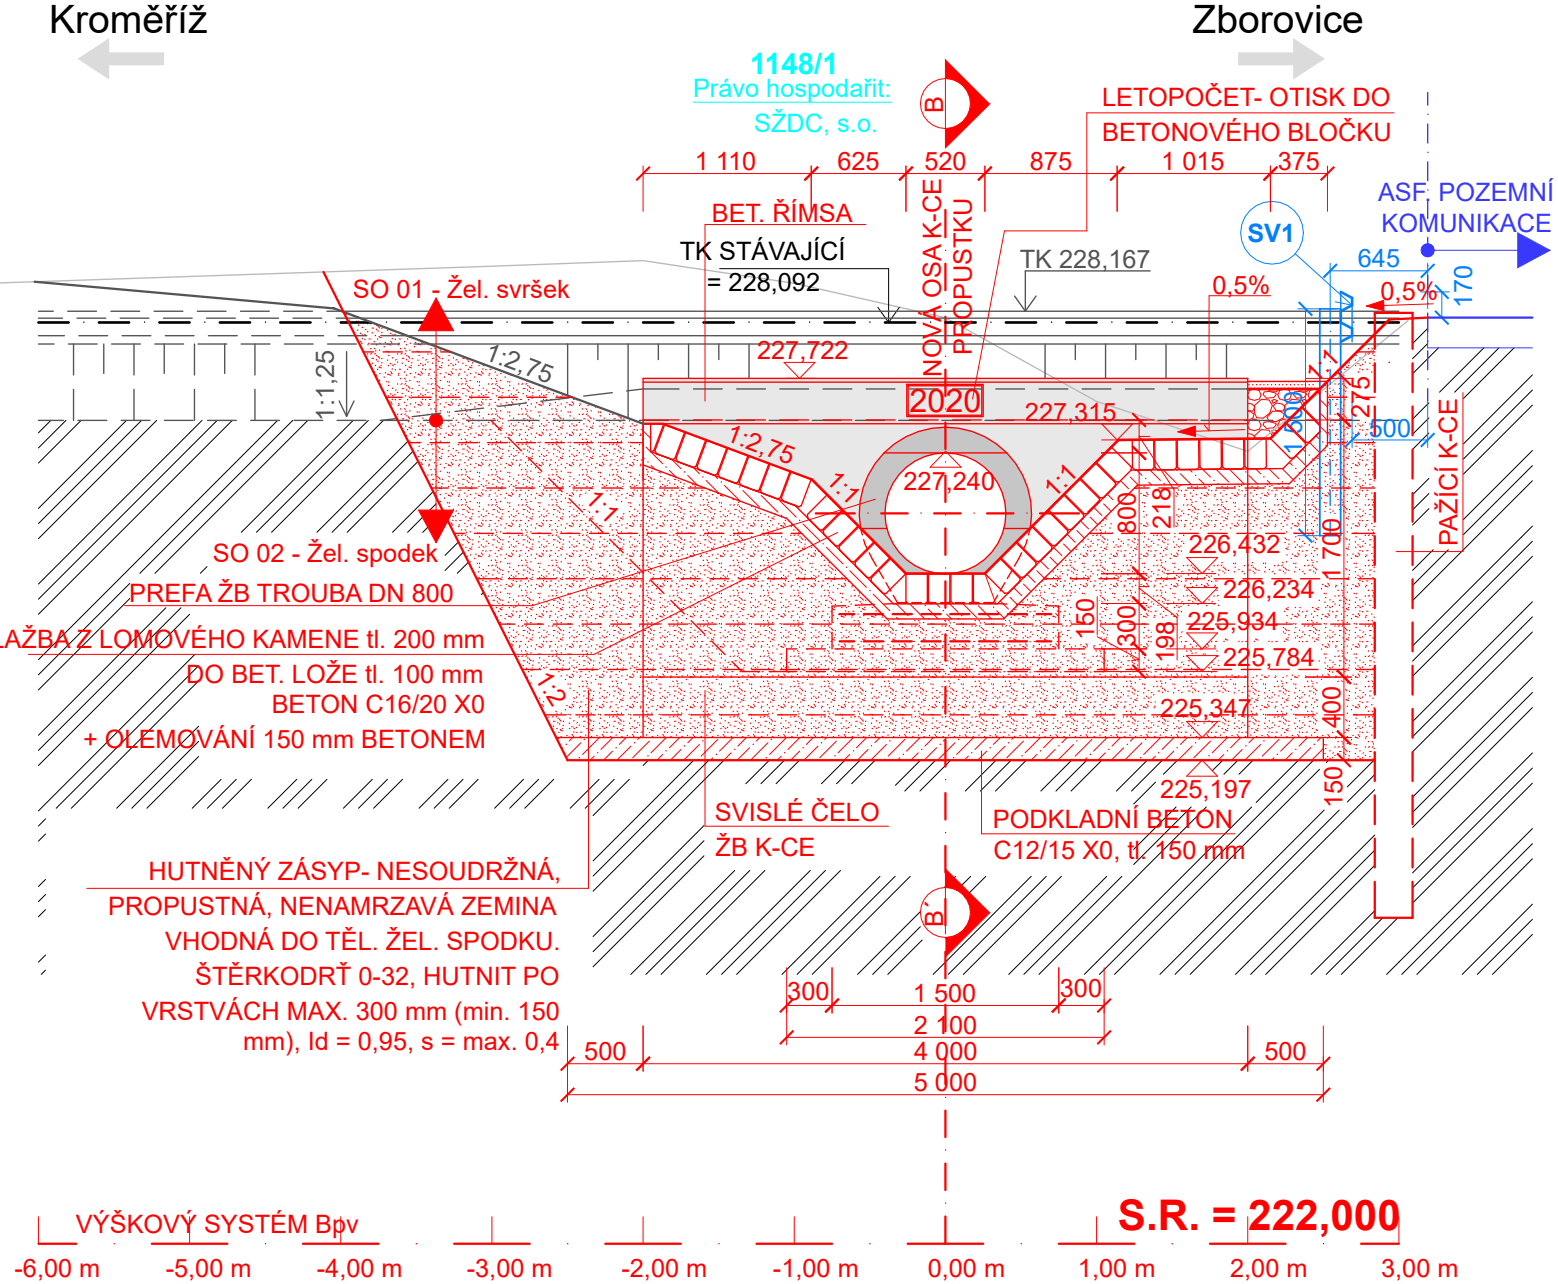 Kroměříž
Zborovice
1148/1
Právo hospodařit:
SŽDC, s.o.
B
LETOPOČET- OTISK DO
BETONOVÉHO BLOČKU
1 110
625
520
875
1 015
375
ASF. POZEMNÍ
KOMUNIKACE
BET. ŘÍMSA
NOVÁ OSA K-CE
PROPUSTKU
SV1
TK STÁVAJÍCÍ
= 228,092
TK 228,167
645
170
0,5%
0,5%
SO 01 - Žel. svršek
1:2,75
227,722
1:1
1:1,25
2020
227,315
1 500
275
500
1:2,75
1:1
227,240
1:1
1:1
800
218
PAŽÍCÍ K-CE
SO 02 - Žel. spodek
226,432
1 700
PREFA ŽB TROUBA DN 800
226,234
150
300
198
225,934
LAŽBA Z LOMOVÉHO KAMENE tl. 200 mm
DO BET. LOŽE tl. 100 mm
BETON C16/20 X0
+ OLEMOVÁNÍ 150 mm BETONEM
225,784
1:2
225,347
400
225,197
150
SVISLÉ ČELO
ŽB K-CE
PODKLADNÍ BETON
C12/15 X0, tl. 150 mm
HUTNĚNÝ ZÁSYP- NESOUDRŽNÁ,
PROPUSTNÁ, NENAMRZAVÁ ZEMINA
VHODNÁ DO TĚL. ŽEL. SPODKU.
ŠTĚRKODRŤ 0-32, HUTNIT PO
VRSTVÁCH MAX. 300 mm (min. 150
mm), Id = 0,95, s = max. 0,4
B´
300
1 500
300
2 100
500
4 000
500
5 000
VÝŠKOVÝ SYSTÉM Bpv
S.R. = 222,000
-6,00 m
-5,00 m
-4,00 m
-3,00 m
-2,00 m
-1,00 m
0,00 m
1,00 m
2,00 m
3,00 m